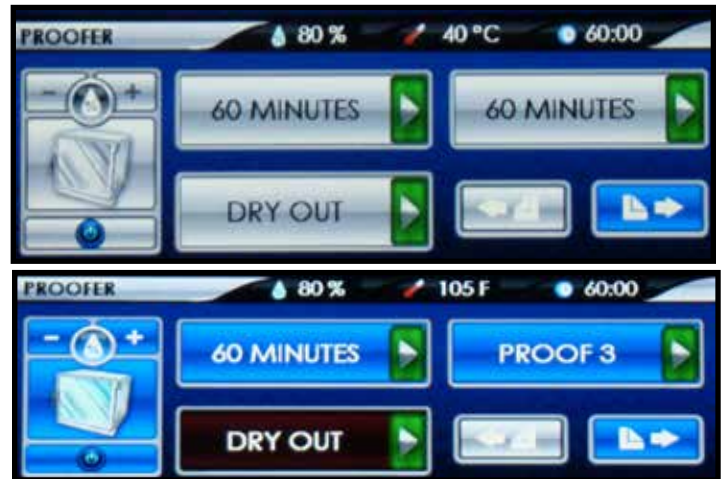 PROOFER 80 % 40 °C 60:00
- % +
60 MINUTES 60 MINUTES
DRY OUT
PROOFER 80 % 105 F 60:00
- % +
60 MINUTES PROOF 3
DRY OUT